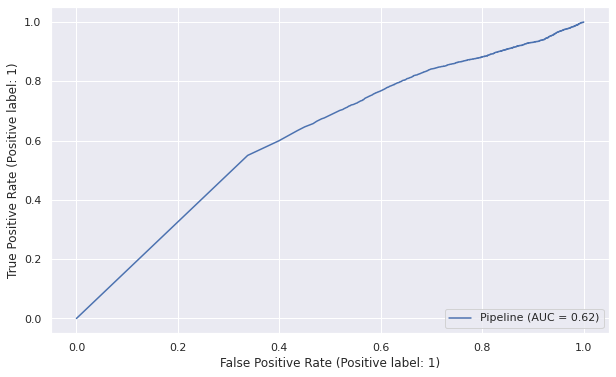 1.0
0.8
0.6
0.4
0.2
0.0
True Positive Rate (Positive label: 1)
Pipeline (AUC = 0.62)
0.0 0.2 0.4 0.6 0.8 1.0
False Positive Rate (Positive label: 1)